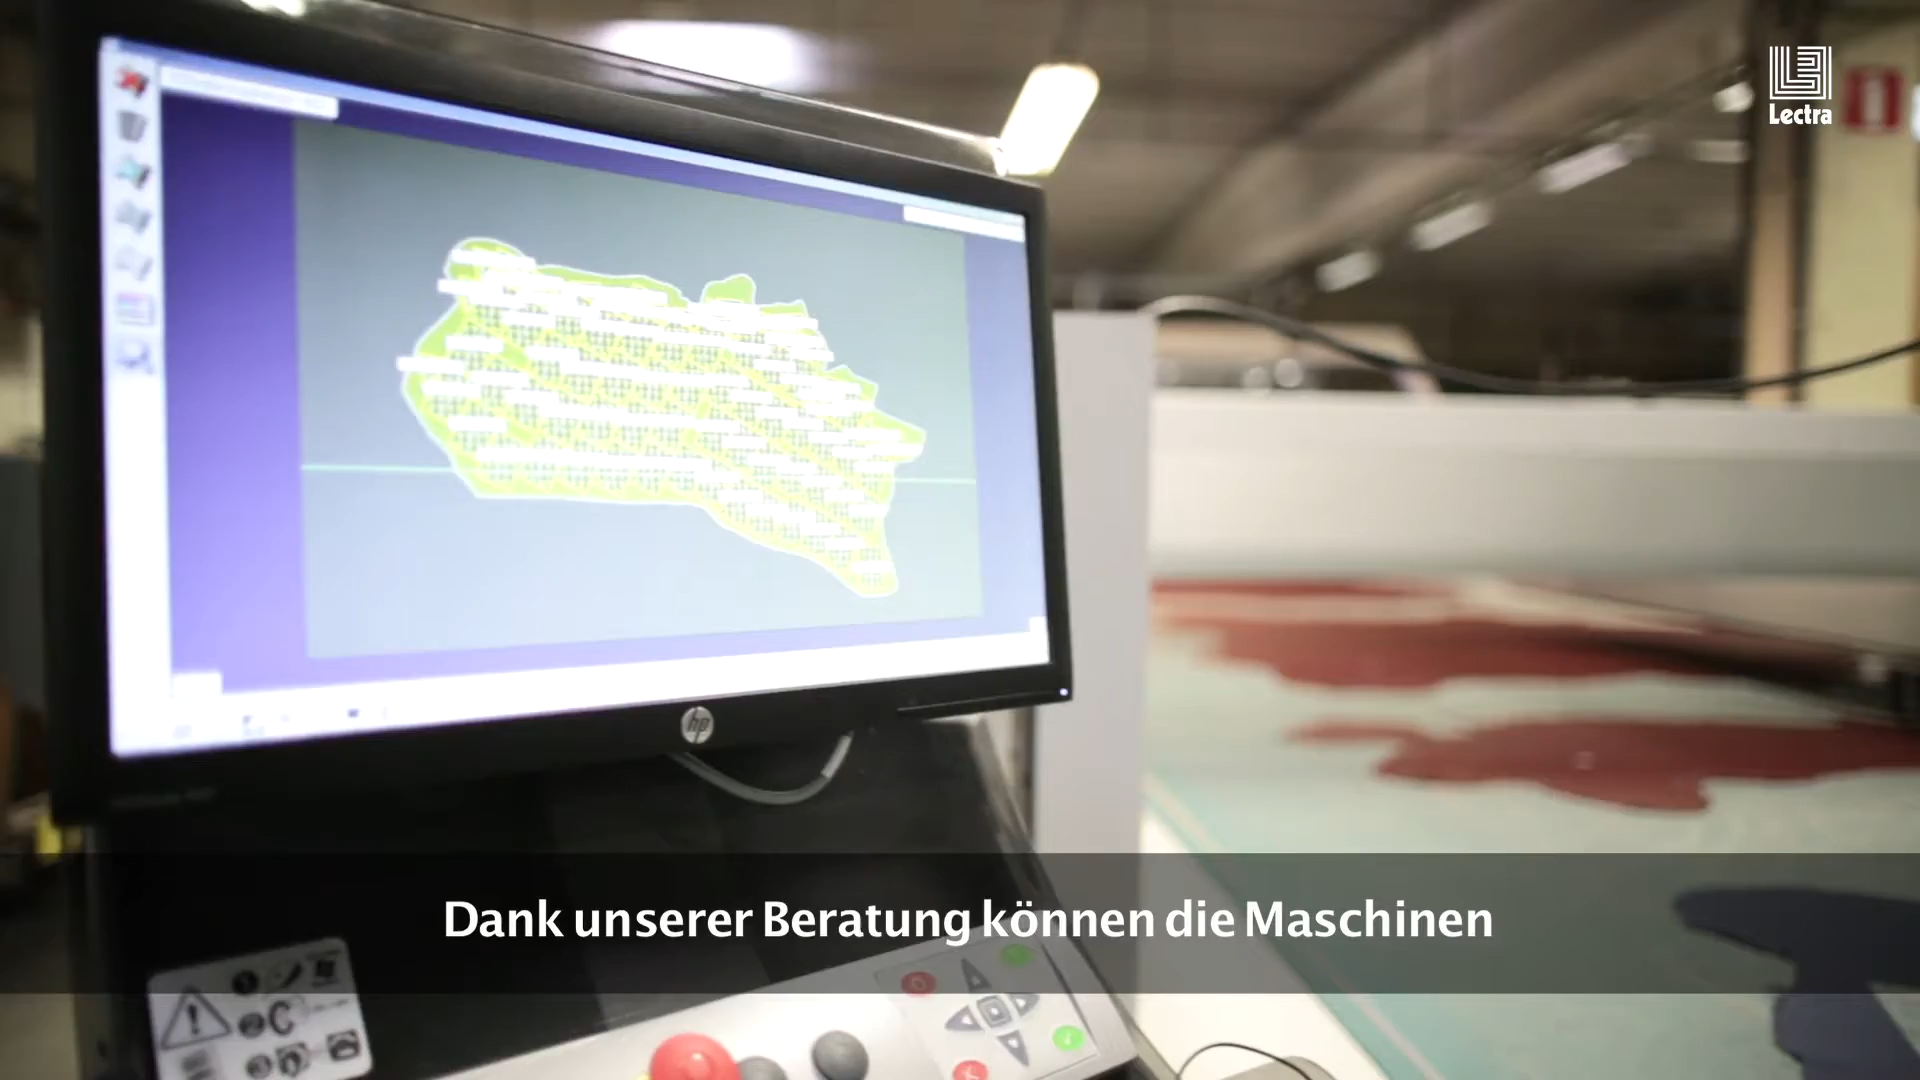 Lectra
hp
Dank unserer Beratung können die Maschinen